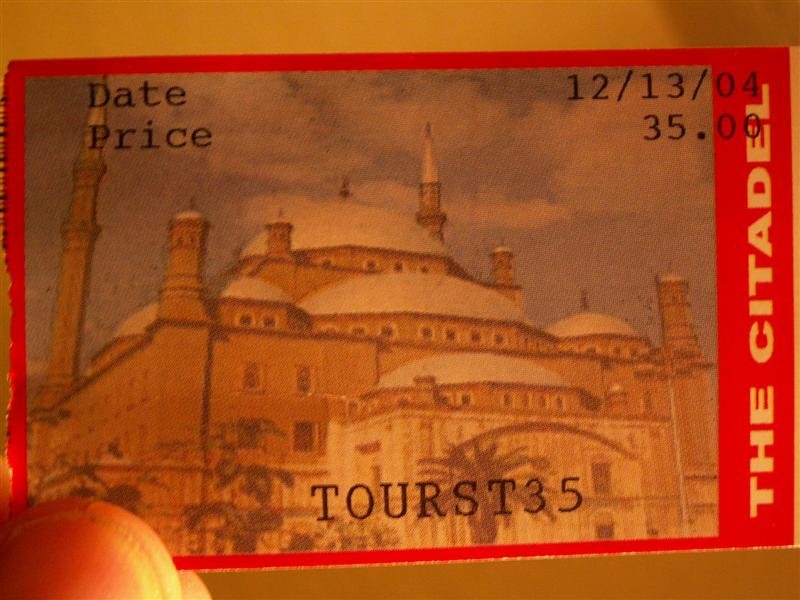 Date 12/13/04
Price 35.00
THE CITADEL
TOURST35